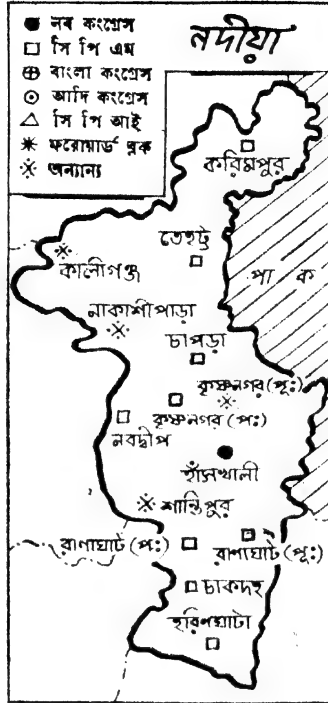 নদীয়া
নব কংগ্রেস
সি পি এম
বাংলা কংগ্রেস
আদি কংগ্রেস
সি পি আই
ফরোয়ার্ড ব্লক
অন্যান্য
করিমপুর
তেহট্ট
কালীগঞ্জ
পাক
নাকাশীপাড়া
চাপড়া
কৃষ্ণনগর (পূঃ)
কৃষ্ণনগর (পঃ)
নবদ্বীপ
হাঁসখালী
শান্তিপুর
রাণাঘাট (পঃ)
রাণাঘাট (পূঃ)
চাকদহ
হরিণঘাটা